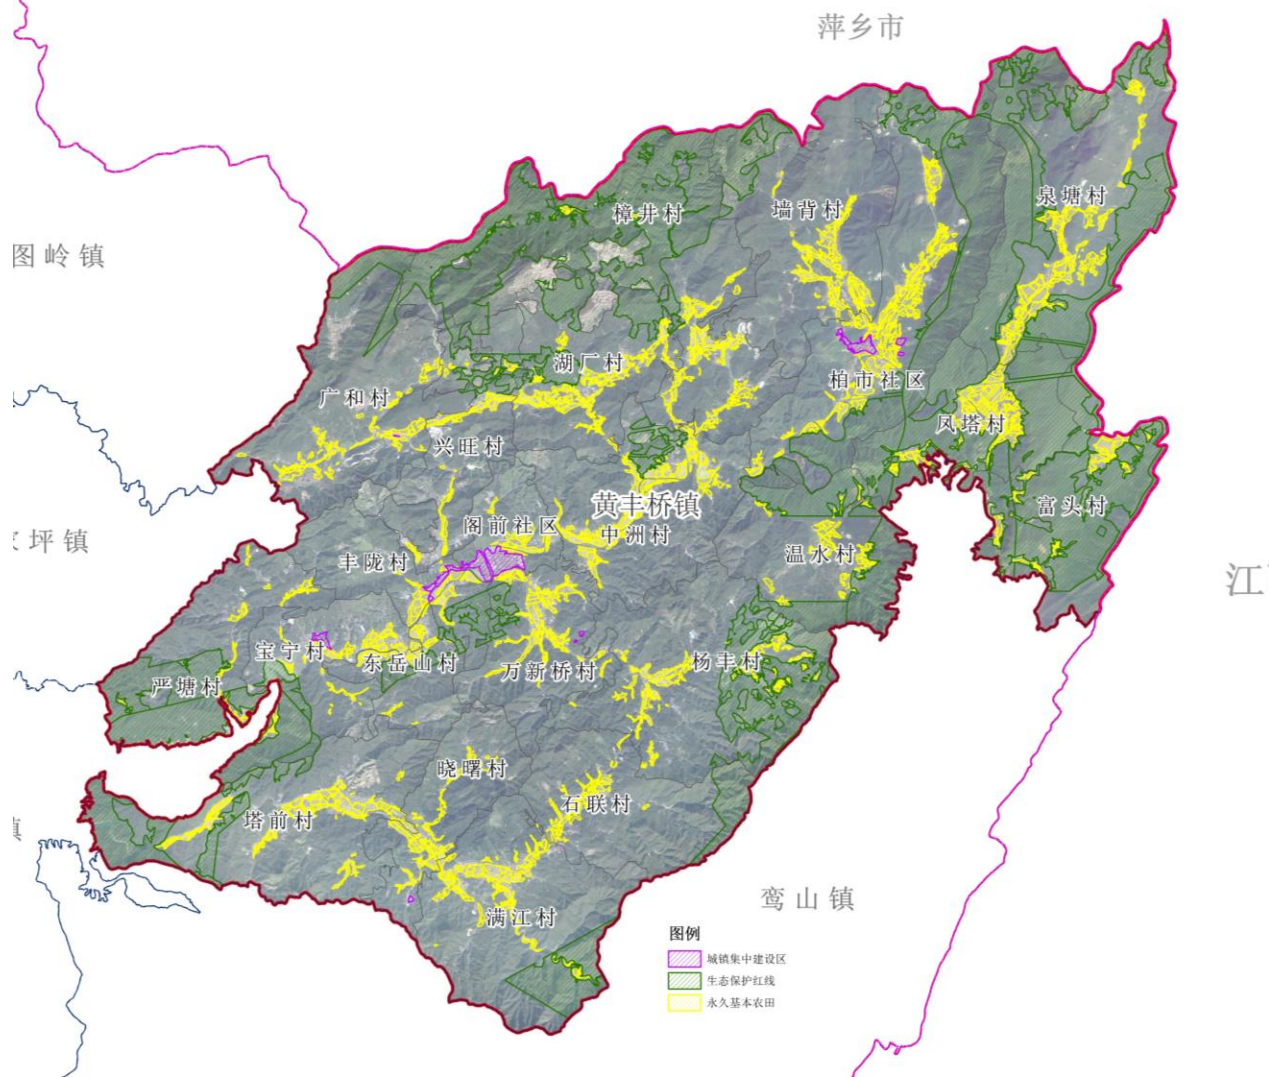 萍乡市
泉塘村
墙背村
樟井村
图岭镇
湖厂村
柏市社区
广和村
凤塔村
兴旺村
黄丰桥镇
富头村
阁前社区
中洲村
坪镇
温水村
丰陇村
江
宝宁村
东岳山村
万新桥村
杨丰村
严塘村
晓曙村
石联村
塔前村
鸾山镇
满江村
图例
城镇集中建设区
生态保护红线
永久基本农田